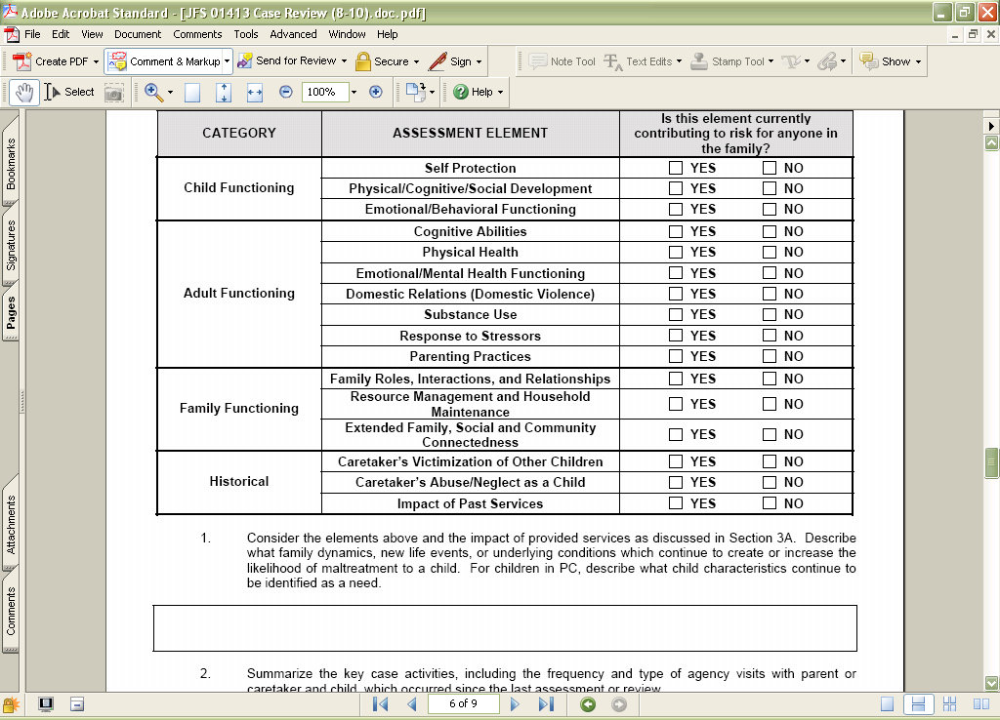 Adobe Acrobat Standard - [JFS 01413 Case Review (8-10).doc.pdf]
File Edit View Document Comments Tools Advanced Window Help
Create PDF Comment & Markup Send for Review Secure Sign Note Tool Text Edits Stamp Tool Show
Select 100% Help
Bookmarks
Signatures
Pages
Attachments
Comments
CATEGORY ASSESSMENT ELEMENT Is this element currently
contributing to risk for anyone in
the family?
Child Functioning
Self Protection YES NO
Physical/Cognitive/Social Development YES NO
Emotional/Behavioral Functioning YES NO
Adult Functioning
Cognitive Abilities YES NO
Physical Health YES NO
Emotional/Mental Health Functioning YES NO
Domestic Relations (Domestic Violence) YES NO
Substance Use YES NO
Response to Stressors YES NO
Parenting Practices YES NO
Family Functioning
Family Roles, Interactions, and Relationships YES NO
Resource Management and Household
Maintenance YES NO
Extended Family, Social and Community
Connectedness YES NO
Historical
Caretaker’s Victimization of Other Children YES NO
Caretaker’s Abuse/Neglect as a Child YES NO
Impact of Past Services YES NO
1. Consider the elements above and the impact of provided services as discussed in Section 3A. Describe
what family dynamics, new life events, or underlying conditions which continue to create or increase the
likelihood of maltreatment to a child. For children in PC, describe what child characteristics continue to
be identified as a need.
2. Summarize the key case activities, including the frequency and type of agency visits with parent or
caretaker and child, which occurred since the last assessment or review.
6 of 9